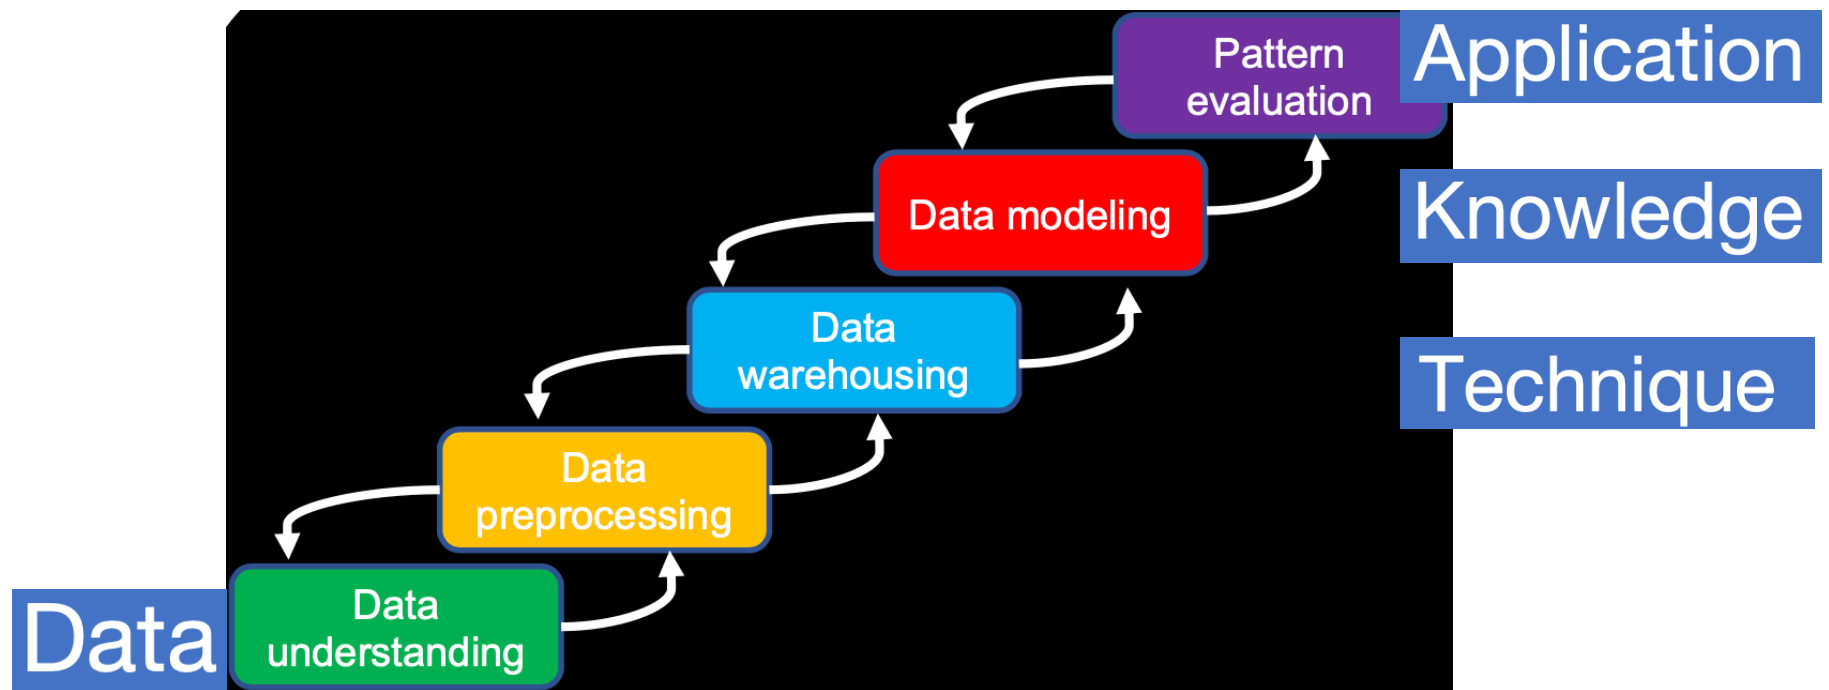 Pattern
evaluation
Application
Data modeling
Knowledge
Data
warehousing
Technique
Data
preprocessing
Data
understanding
Data